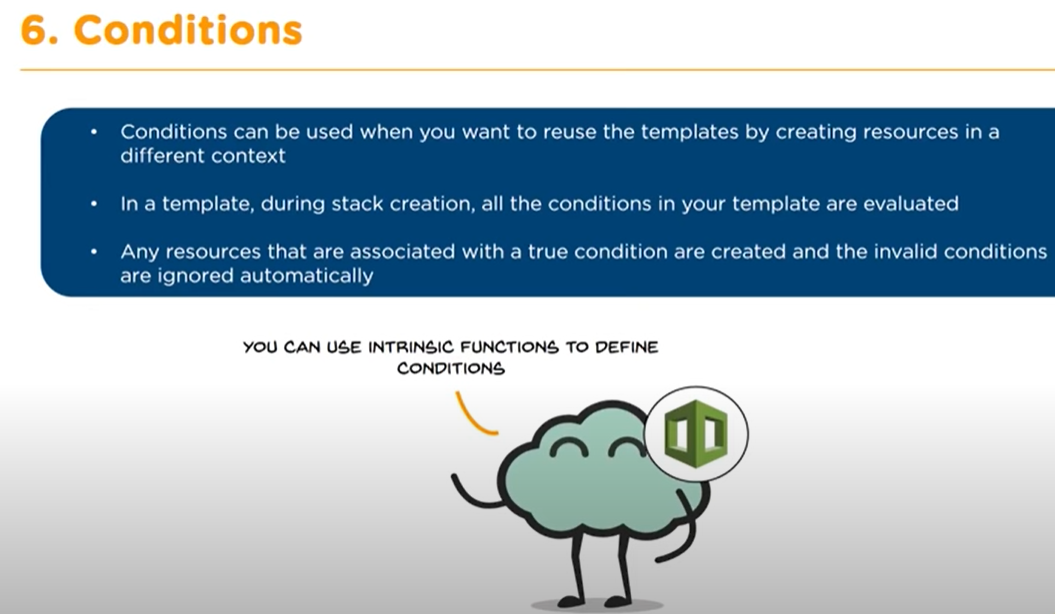 6. Conditions
• Conditions can be used when you want to reuse the templates by creating resources in a
different context
• In a template, during stack creation, all the conditions in your template are evaluated
• Any resources that are associated with a true condition are created and the invalid conditions
are ignored automatically
YOU CAN USE INTRINSIC FUNCTIONS TO DEFINE
CONDITIONS